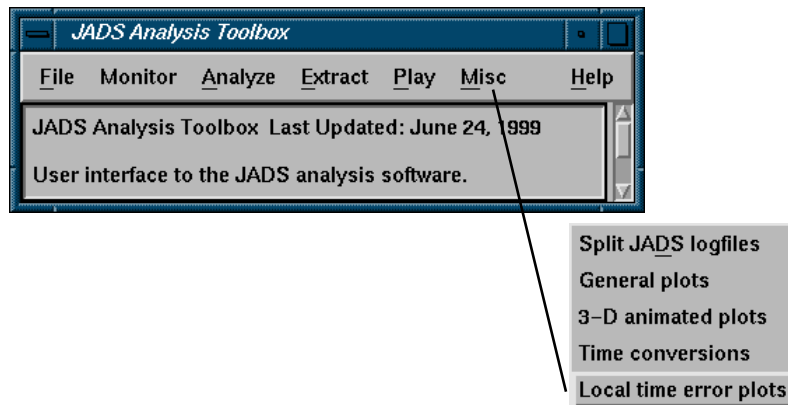 JADS Analysis Toolbox
File Monitor Analyze Extract Play Misc Help
JADS Analysis Toolbox Last Updated: June 24, 1999
User interface to the JADS analysis software.
Split JADS logfiles
General plots
3-D animated plots
Time conversions
Local time error plots